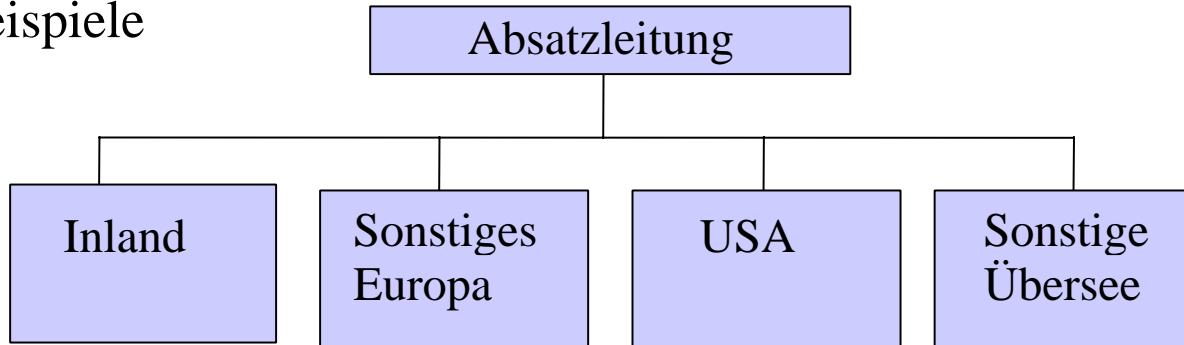 eispiele
Absatzleitung
Inland
Sonstiges
Europa
USA
Sonstige
Übersee